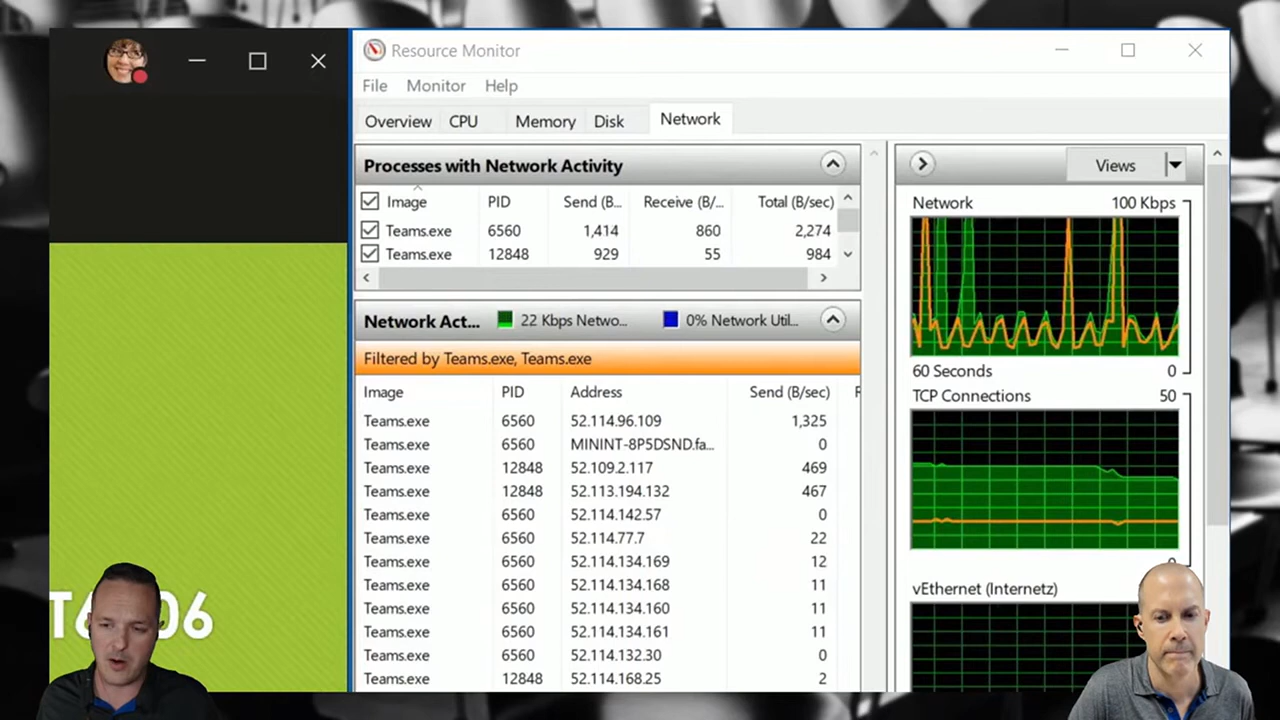 Resource Monitor
File Monitor Help
Overview CPU Memory Disk Network
Processes with Network Activity
Image PID Send (B... Receive (B/... Total (B/sec)
Teams.exe 6560 1,414 860 2,274
Teams.exe 12848 929 55 984
Network Act... 22 Kbps Netwo... 0% Network Util...
Filtered by Teams.exe, Teams.exe
Image PID Address Send (B/sec) R
Teams.exe 6560 52.114.96.109 1,325
Teams.exe 6560 MININT-8P5DSND.fa... 0
Teams.exe 12848 52.109.2.117 469
Teams.exe 12848 52.113.194.132 467
Teams.exe 6560 52.114.142.57 0
Teams.exe 6560 52.114.77.7 22
Teams.exe 6560 52.114.134.169 12
Teams.exe 6560 52.114.134.168 11
Teams.exe 6560 52.114.134.160 11
Teams.exe 6560 52.114.134.161 11
Teams.exe 6560 52.114.132.30 0
Teams.exe 12848 52.114.168.25 2
Views
Network 100 Kbps
60 Seconds 0
TCP Connections 50
0
vEthernet (Internetz)